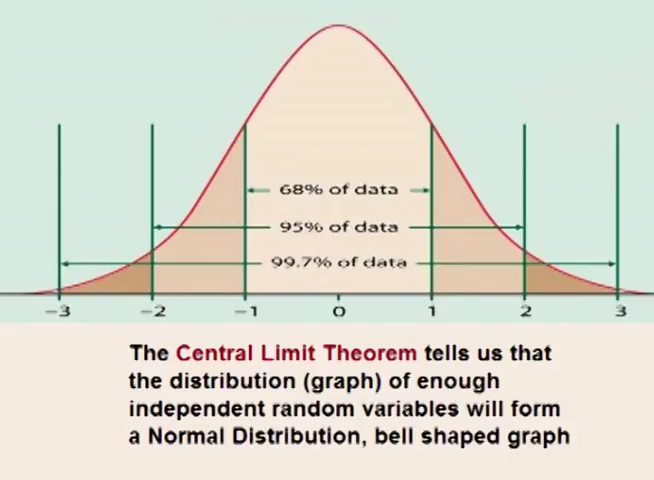 68% of data
95% of data
99.7% of data
−3 −2 −1 0 1 2 3
The Central Limit Theorem tells us that
the distribution (graph) of enough
independent random variables will form
a Normal Distribution, bell shaped graph